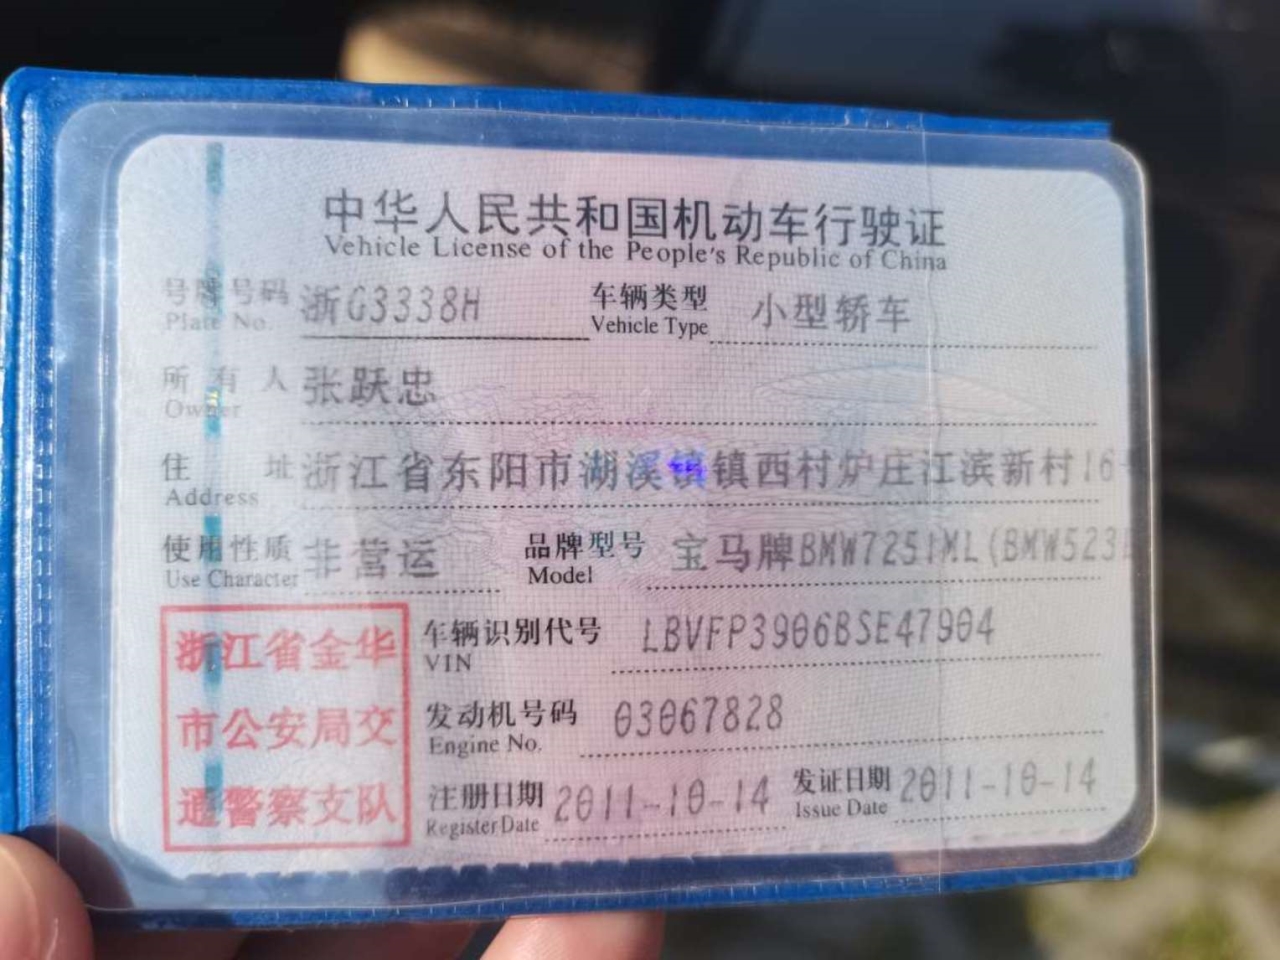 中华人民共和国机动车行驶证
Vehicle License of the People's Republic of China
号牌号码 浙G3338H 车辆类型 小型轿车
Plate No. Vehicle Type
所有人 张跃忠
Owner
住址 浙江省东阳市湖溪镇镇西村炉庄江滨新村16
Address
使用性质 非营运 品牌型号 宝马牌BMW7251ML(BMW523
Use Character Model
浙江省金华
市公安局交
通警察支队
车辆识别代号 LBVFP3906BSE47904
VIN
发动机号码 03067828
Engine No.
注册日期 2011-10-14 发证日期 2011-10-14
Register Date Issue Date